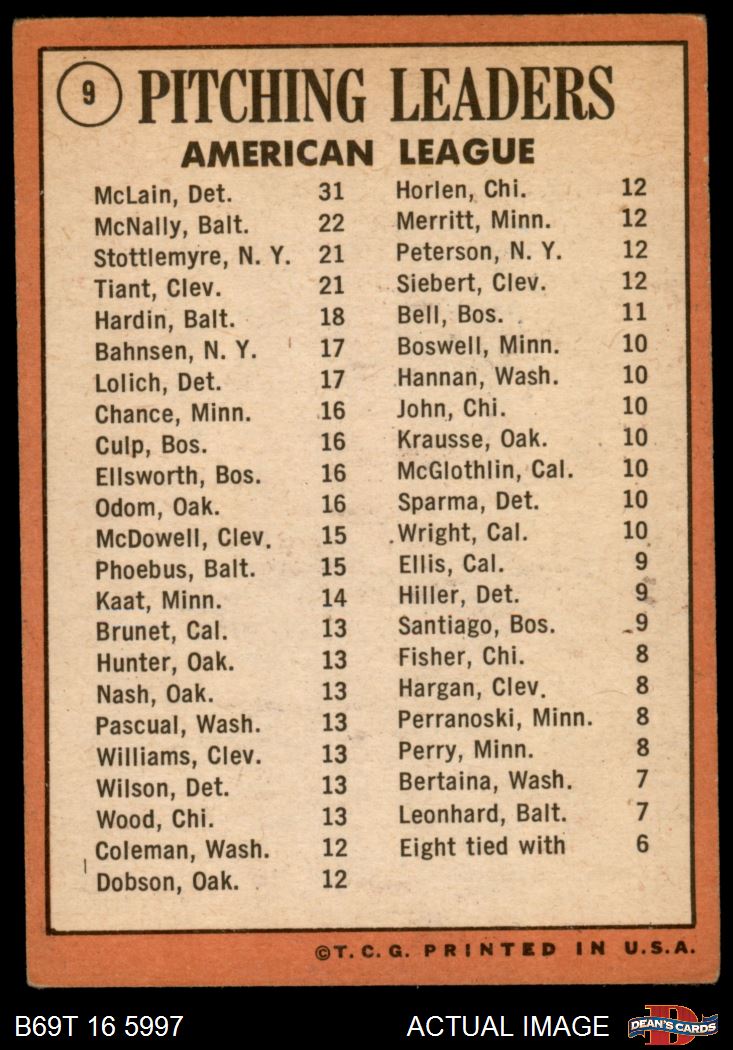 9 PITCHING LEADERS
AMERICAN LEAGUE
McLain, Det. 31
McNally, Balt. 22
Stottlemyre, N. Y. 21
Tiant, Clev. 21
Hardin, Balt. 18
Bahnsen, N. Y. 17
Lolich, Det. 17
Chance, Minn. 16
Culp, Bos. 16
Ellsworth, Bos. 16
Odom, Oak. 16
McDowell, Clev. 15
Phoebus, Balt. 15
Kaat, Minn. 14
Brunet, Cal. 13
Hunter, Oak. 13
Nash, Oak. 13
Pascual, Wash. 13
Williams, Clev. 13
Wilson, Det. 13
Wood, Chi. 13
Coleman, Wash. 12
Dobson, Oak. 12
Horlen, Chi. 12
Merritt, Minn. 12
Peterson, N. Y. 12
Siebert, Clev. 12
Bell, Bos. 11
Boswell, Minn. 10
Hannan, Wash. 10
John, Chi. 10
Krausse, Oak. 10
McGlothlin, Cal. 10
Sparma, Det. 10
Wright, Cal. 10
Ellis, Cal. 9
Hiller, Det. 9
Santiago, Bos. 9
Fisher, Chi. 8
Hargan, Clev. 8
Perranoski, Minn. 8
Perry, Minn. 8
Bertaina, Wash. 7
Leonhard, Balt. 7
Eight tied with 6
©T. C. G. PRINTED IN U.S.A.
B69T 16 5997 ACTUAL IMAGE DEAN'S CARDS